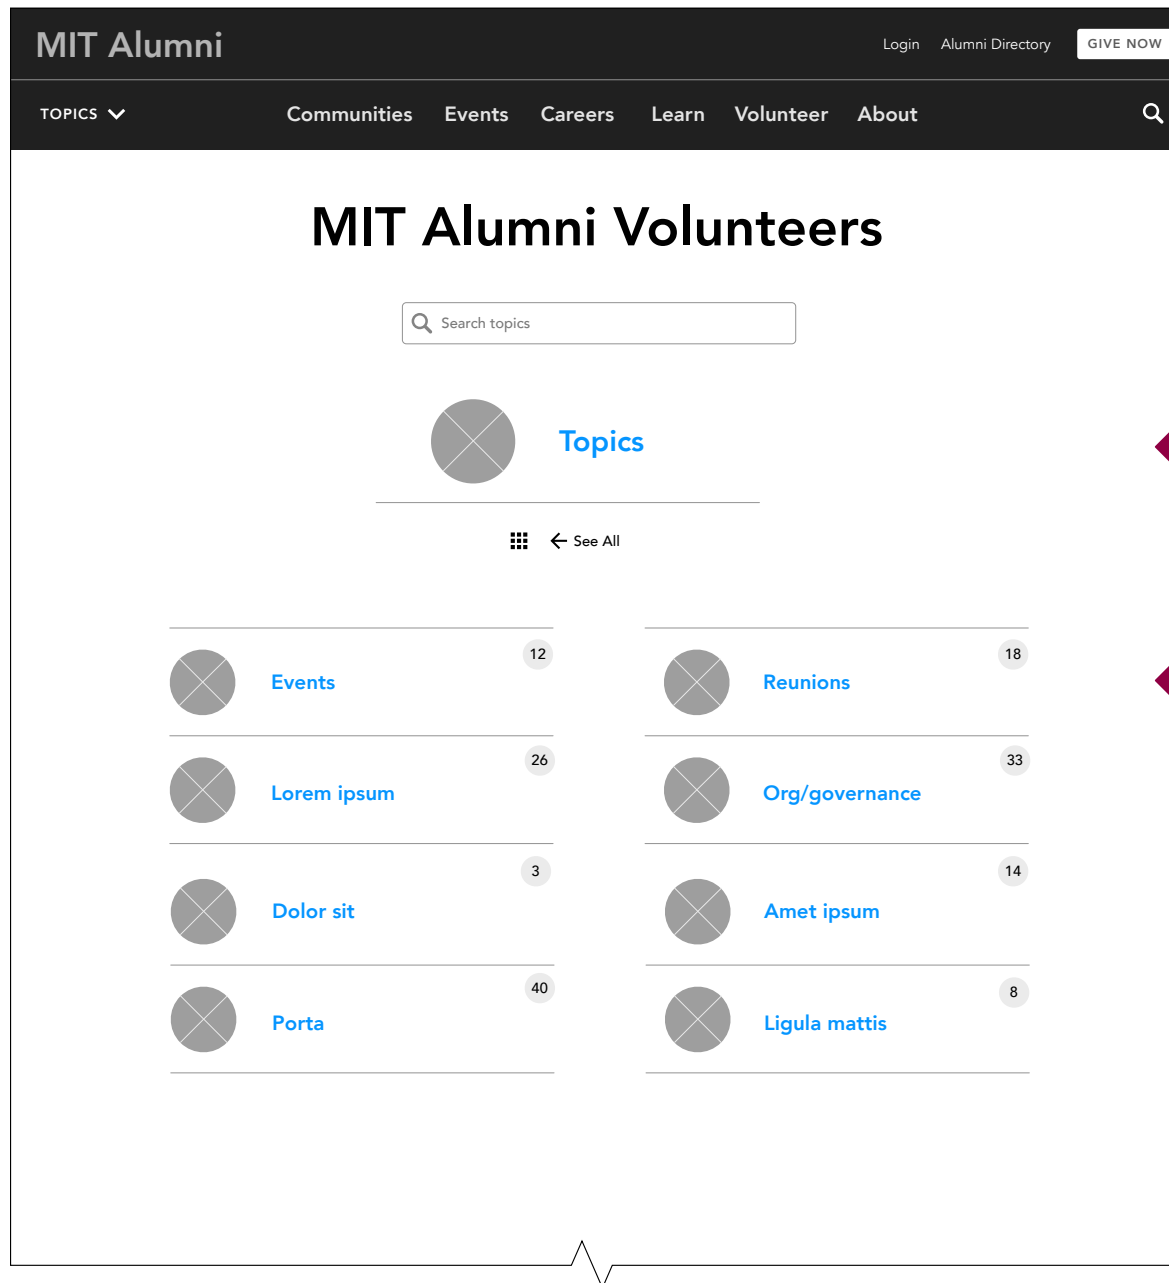 MIT Alumni
Login Alumni Directory GIVE NOW
TOPICS Communities Events Careers Learn Volunteer About
MIT Alumni Volunteers
Search topics
Topics
See All
12
Events
18
Reunions
26
Lorem ipsum
33
Org/governance
3
Dolor sit
14
Amet ipsum
40
Porta
8
Ligula mattis